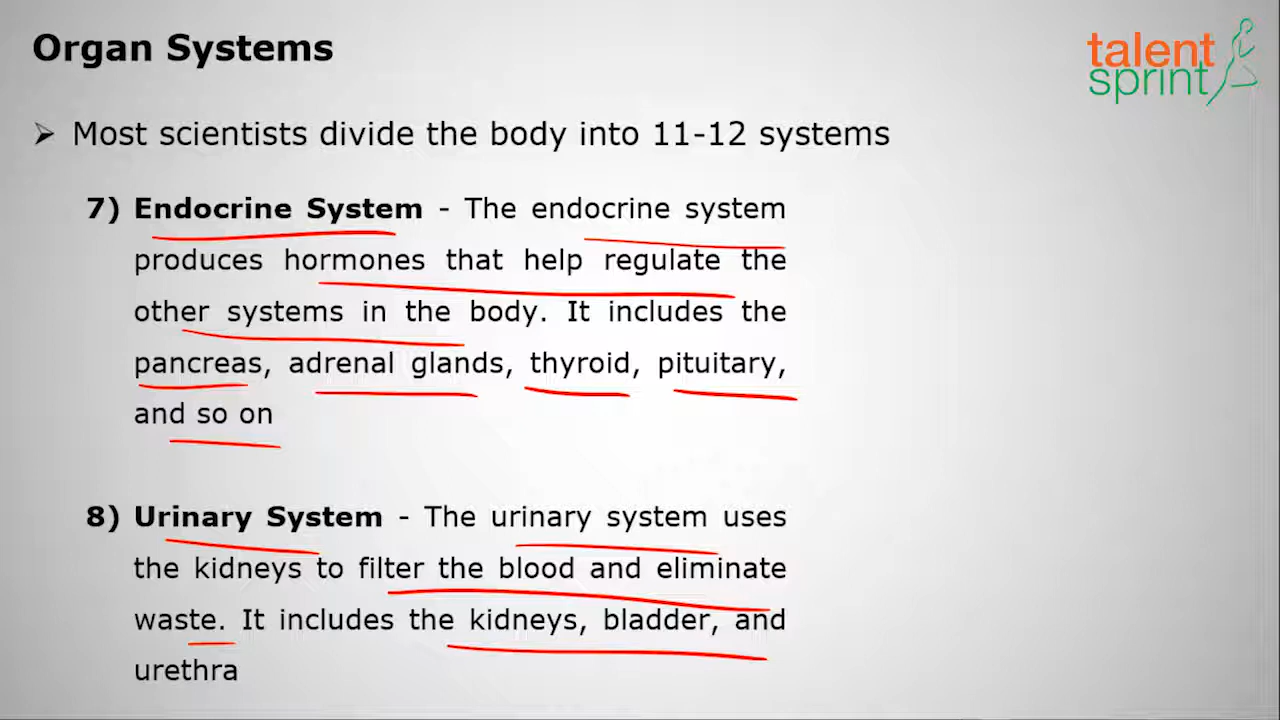 Organ Systems
talent
sprint
➢ Most scientists divide the body into 11-12 systems
7) Endocrine System - The endocrine system
produces hormones that help regulate the
other systems in the body. It includes the
pancreas, adrenal glands, thyroid, pituitary,
and so on
8) Urinary System - The urinary system uses
the kidneys to filter the blood and eliminate
waste. It includes the kidneys, bladder, and
urethra